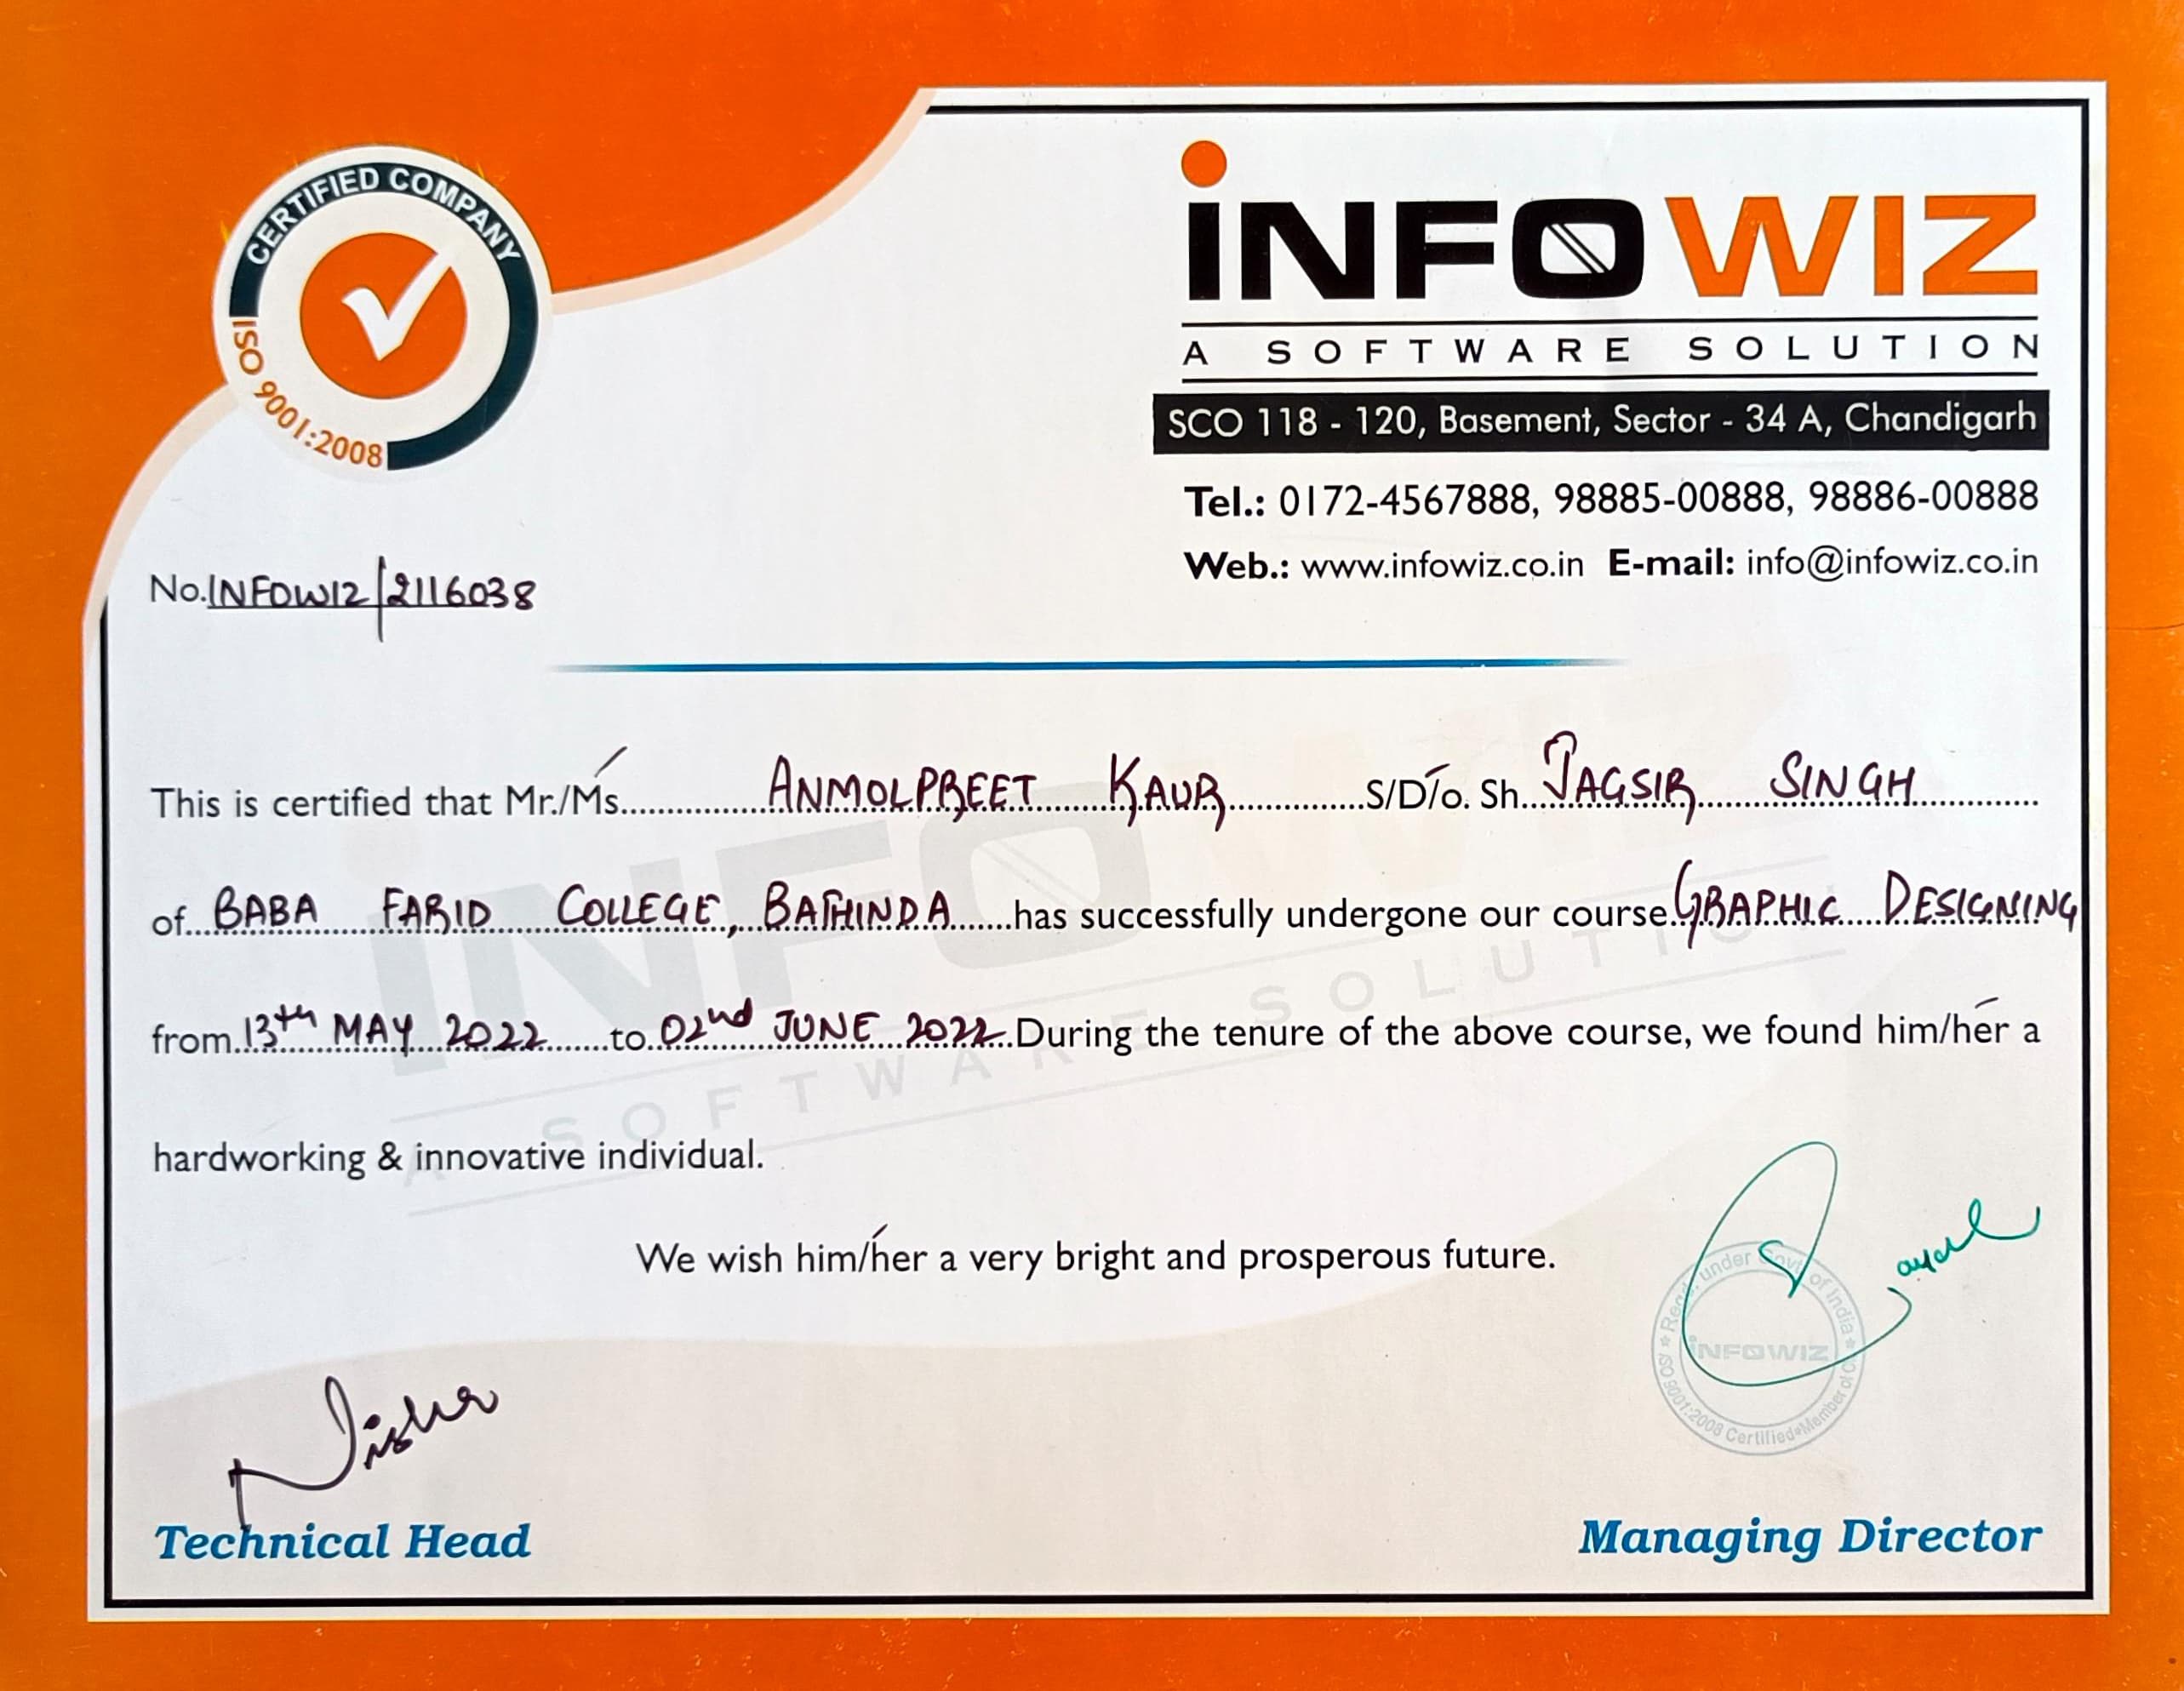 CERTIFIED COMPANY
ISO 9001:2008
iNFOWIZ
A SOFTWARE SOLUTION
SCO 118 - 120, Basement, Sector - 34 A, Chandigarh
Tel.: 0172-4567888, 98885-00888, 98886-00888
Web.: www.infowiz.co.in E-mail: info@infowiz.co.in
No. INFOWIZ/2116038
This is certified that Mr./Ms. ANMOLPREET KAUR S/D/o. Sh. JAGSIR SINGH
of BABA FARID COLLEGE, BATHINDA has successfully undergone our course GRAPHIC DESIGNING
from 13th MAY 2022 to 02nd JUNE 2022 During the tenure of the above course, we found him/her a
hardworking & innovative individual.
We wish him/her a very bright and prosperous future.
Regd. under Govt. of India
iNFOWIZ
ISO 9001:2008 Certified Member of
Nisha
Technical Head
Managing Director
iNFOWIZ
A SOFTWARE SOLUTION